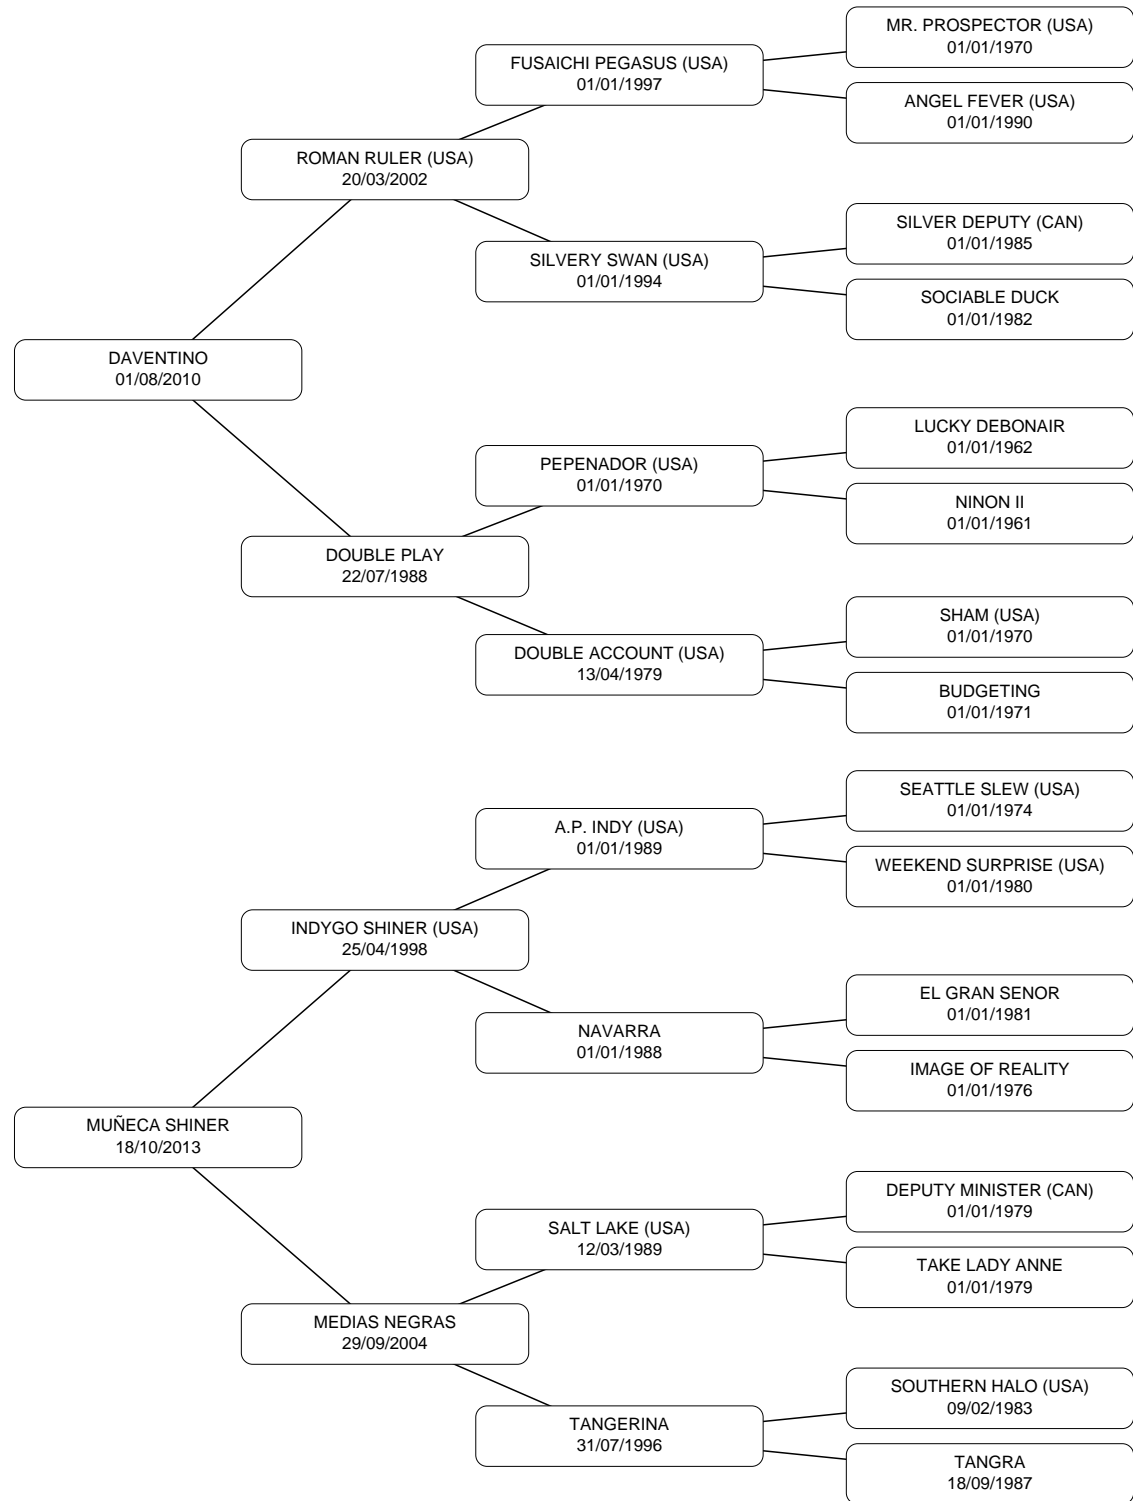 MR. PROSPECTOR (USA)
01/01/1970
FUSAICHI PEGASUS (USA)
01/01/1997
ANGEL FEVER (USA)
01/01/1990
ROMAN RULER (USA)
20/03/2002
SILVER DEPUTY (CAN)
01/01/1985
SILVERY SWAN (USA)
01/01/1994
SOCIABLE DUCK
01/01/1982
DAVENTINO
01/08/2010
LUCKY DEBONAIR
01/01/1962
PEPENADOR (USA)
01/01/1970
NINON II
01/01/1961
DOUBLE PLAY
22/07/1988
SHAM (USA)
01/01/1970
DOUBLE ACCOUNT (USA)
13/04/1979
BUDGETING
01/01/1971
SEATTLE SLEW (USA)
01/01/1974
A.P. INDY (USA)
01/01/1989
WEEKEND SURPRISE (USA)
01/01/1980
INDYGO SHINER (USA)
25/04/1998
EL GRAN SENOR
01/01/1981
NAVARRA
01/01/1988
IMAGE OF REALITY
01/01/1976
MUÑECA SHINER
18/10/2013
DEPUTY MINISTER (CAN)
01/01/1979
SALT LAKE (USA)
12/03/1989
TAKE LADY ANNE
01/01/1979
MEDIAS NEGRAS
29/09/2004
SOUTHERN HALO (USA)
09/02/1983
TANGERINA
31/07/1996
TANGRA
18/09/1987